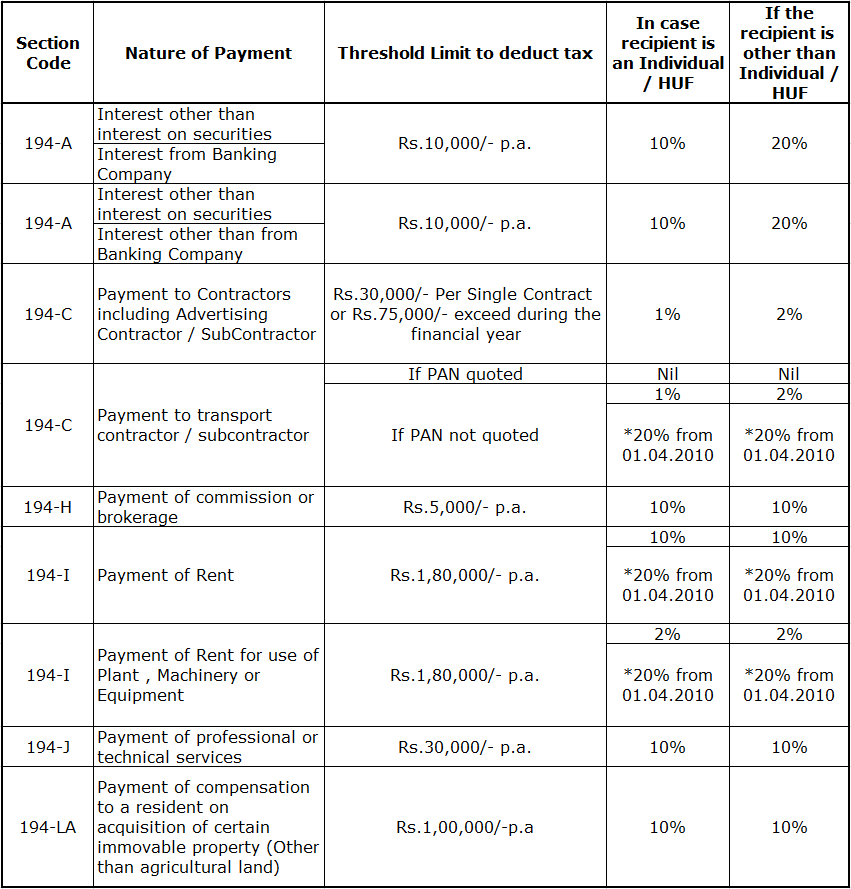 Section
Code
Nature of Payment
Threshold Limit to deduct tax
In case
recipient is
an Individual
/ HUF
If the
recipient is
other than
Individual /
HUF
194-A
Interest other than
interest on securities
Interest from Banking
Company
Rs.10,000/- p.a.
10%
20%
194-A
Interest other than
interest on securities
Interest other than from
Banking Company
Rs.10,000/- p.a.
10%
20%
194-C
Payment to Contractors
including Advertising
Contractor / SubContractor
Rs.30,000/- Per Single Contract
or Rs.75,000/- exceed during the
financial year
1%
2%
194-C
Payment to transport
contractor / subcontractor
If PAN quoted
Nil
Nil
If PAN not quoted
1%
2%
*20% from
01.04.2010
*20% from
01.04.2010
194-H
Payment of commission or
brokerage
Rs.5,000/- p.a.
10%
10%
194-I
Payment of Rent
Rs.1,80,000/- p.a.
10%
10%
*20% from
01.04.2010
*20% from
01.04.2010
194-I
Payment of Rent for use of
Plant , Machinery or
Equipment
Rs.1,80,000/- p.a.
2%
2%
*20% from
01.04.2010
*20% from
01.04.2010
194-J
Payment of professional or
technical services
Rs.30,000/- p.a.
10%
10%
194-LA
Payment of compensation
to a resident on
acquisition of certain
immovable property (Other
than agricultural land)
Rs.1,00,000/-p.a
10%
10%